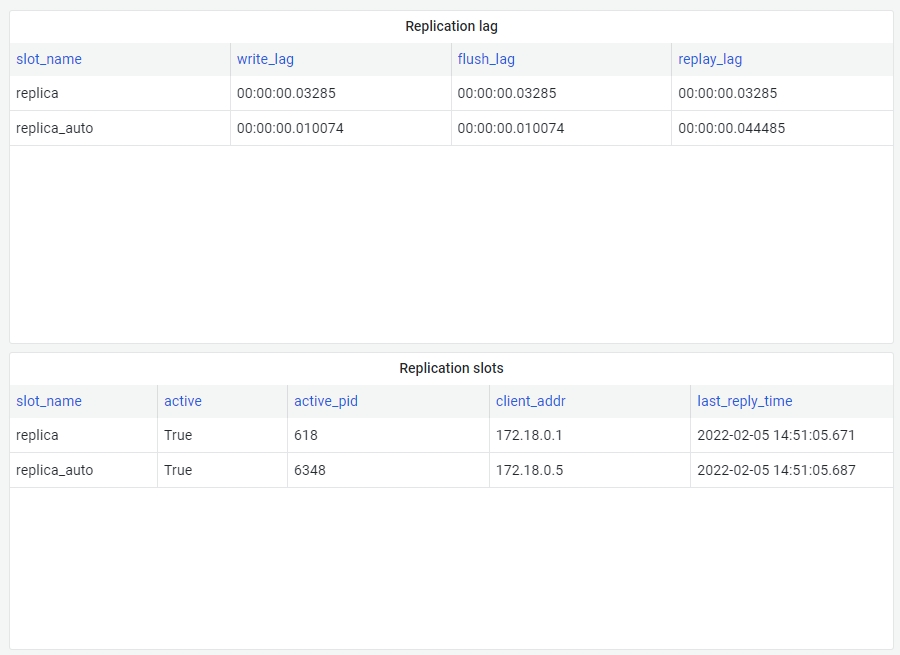 Replication lag
slot_name write_lag flush_lag replay_lag
replica 00:00:00.03285 00:00:00.03285 00:00:00.03285
replica_auto 00:00:00.010074 00:00:00.010074 00:00:00.044485
Replication slots
slot_name active active_pid client_addr last_reply_time
replica True 618 172.18.0.1 2022-02-05 14:51:05.671
replica_auto True 6348 172.18.0.5 2022-02-05 14:51:05.687